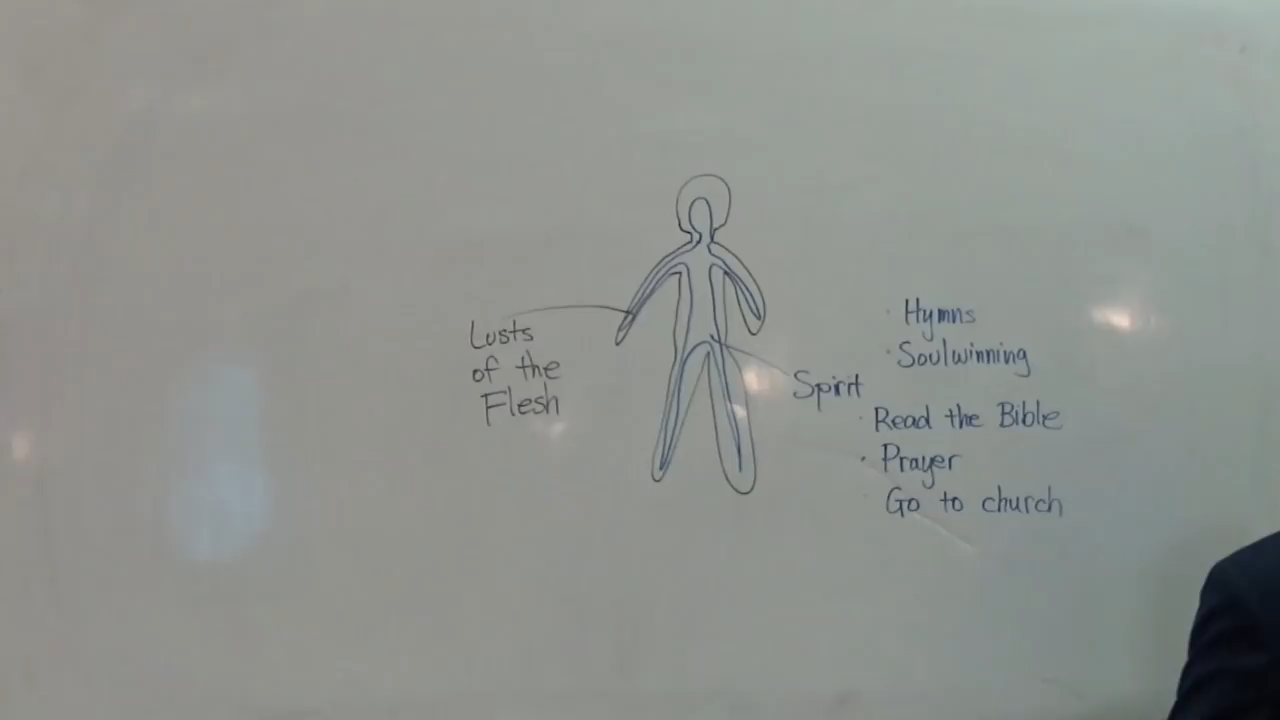 Lusts
of the
Flesh
Spirit
· Hymns
· Soulwinning
· Read the Bible
· Prayer
Go to church